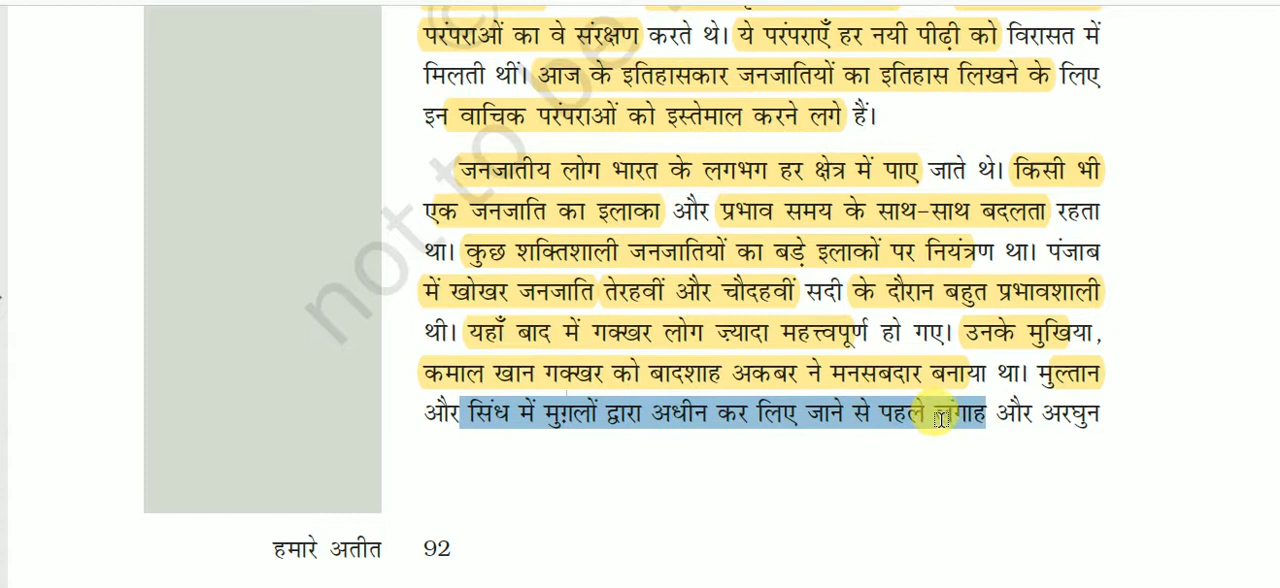 परंपराओं का वे संरक्षण करते थे। ये परंपराएँ हर नयी पीढ़ी को विरासत में
मिलती थीं। आज के इतिहासकार जनजातियों का इतिहास लिखने के लिए
इन वाचिक परंपराओं को इस्तेमाल करने लगे हैं।
जनजातीय लोग भारत के लगभग हर क्षेत्र में पाए जाते थे। किसी भी
एक जनजाति का इलाका और प्रभाव समय के साथ-साथ बदलता रहता
था। कुछ शक्तिशाली जनजातियों का बड़े इलाकों पर नियंत्रण था। पंजाब
में खोखर जनजाति तेरहवीं और चौदहवीं सदी के दौरान बहुत प्रभावशाली
थी। यहाँ बाद में गक्खर लोग ज़्यादा महत्त्वपूर्ण हो गए। उनके मुखिया,
कमाल खान गक्खर को बादशाह अकबर ने मनसबदार बनाया था। मुल्तान
और सिंध में मुग़लों द्वारा अधीन कर लिए जाने से पहले लंगाह और अरघुन
हमारे अतीत 92
not to be